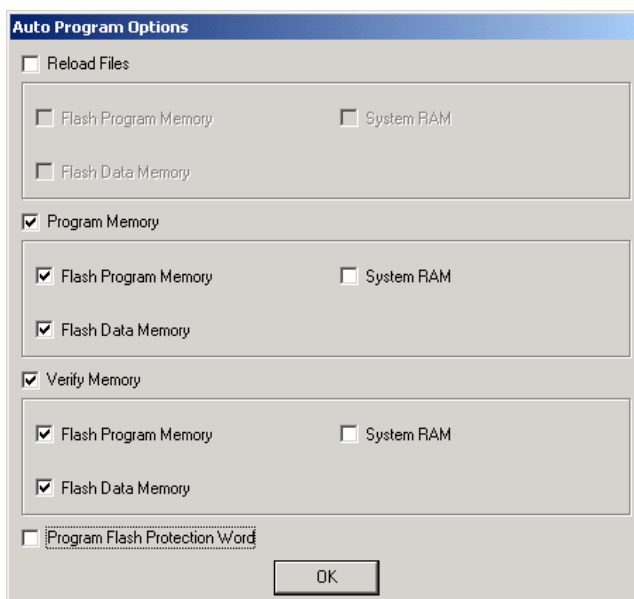 Auto Program Options
Reload Files
Flash Program Memory System RAM
Flash Data Memory
Program Memory
Flash Program Memory System RAM
Flash Data Memory
Verify Memory
Flash Program Memory System RAM
Flash Data Memory
Program Flash Protection Word
OK